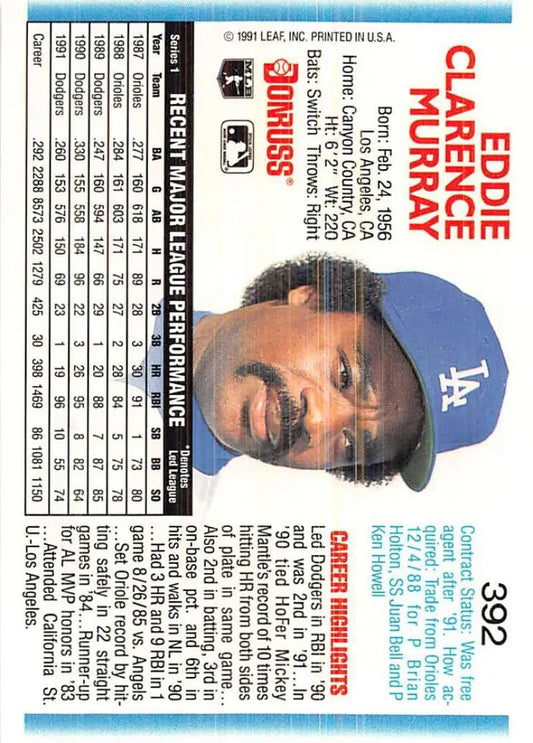 EDDIE
CLARENCE
MURRAY
Born: Feb. 24, 1956
Los Angeles, CA
Home: Canyon Country, CA
Ht: 6' 2" Wt: 220
Bats: Switch Throws: Right
DONRUSS®
MLB
© 1991 LEAF, INC. PRINTED IN U.S.A.
LA
392
Contract Status: Was free
agent after '91. How ac-
quired: Trade from Orioles
12/4/88 for P Brian
Holton, SS Juan Bell and P
Ken Howell
CAREER HIGHLIGHTS
Led Dodgers in RBI in '90
and was 2nd in '91...In
'90 tied HoFer Mickey
Mantle's record of 10 times
hitting HR from both sides
of plate in same game...
Also 2nd in batting, 3rd in
on-base pct. and 6th in
hits and walks in NL in '90
...Had 3 HR and 9 RBI in 1
game 8/26/85 vs. Angels
...Set Oriole record by hit-
ting safely in 22 straight
games in '84...Runner-up
for AL MVP honors in '83
...Attended California St.
U.-Los Angeles.
Series 1 RECENT MAJOR LEAGUE PERFORMANCE *Denotes
Led League
Year Team BA G AB H R 2B 3B HR RBI SB BB SO
1987 Orioles .277 160 618 171 89 28 3 30 91 1 73 80
1988 Orioles .284 161 603 171 75 27 2 28 84 5 75 78
1989 Dodgers .247 160 594 147 66 29 1 20 88 7 87 85
1990 Dodgers .330 155 558 184 96 22 3 26 95 8 82 64
1991 Dodgers .260 153 576 150 69 23 1 19 96 10 55 74
Career .292 2288 8573 2502 1279 425 30 398 1469 86 1081 1150